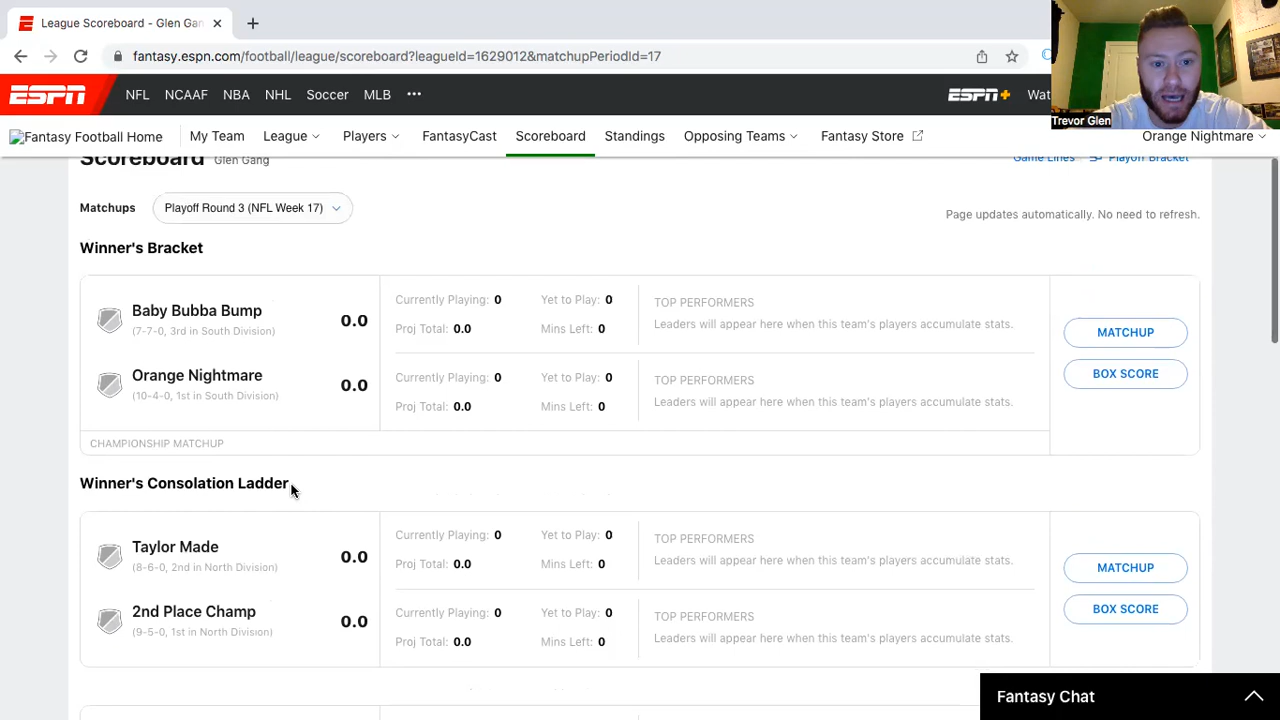 League Scoreboard - Glen Gan
fantasy.espn.com/football/league/scoreboard?leagueId=1629012&matchupPeriodId=17
ESPN NFL NCAAF NBA NHL Soccer MLB ••• ESPN+ Wat
Trevor Glen
Fantasy Football Home My Team League Players FantasyCast Scoreboard Standings Opposing Teams Fantasy Store Orange Nightmare
Scoreboard Glen Gang Game Lines Playoff Bracket
Matchups Playoff Round 3 (NFL Week 17) Page updates automatically. No need to refresh.
Winner's Bracket
Baby Bubba Bump 0.0 Currently Playing: 0 Yet to Play: 0 TOP PERFORMERS
(7-7-0, 3rd in South Division) Proj Total: 0.0 Mins Left: 0 Leaders will appear here when this team's players accumulate stats.
MATCHUP
Orange Nightmare 0.0 Currently Playing: 0 Yet to Play: 0 TOP PERFORMERS
(10-4-0, 1st in South Division) Proj Total: 0.0 Mins Left: 0 Leaders will appear here when this team's players accumulate stats.
BOX SCORE
CHAMPIONSHIP MATCHUP
Winner's Consolation Ladder
Taylor Made 0.0 Currently Playing: 0 Yet to Play: 0 TOP PERFORMERS
(8-6-0, 2nd in North Division) Proj Total: 0.0 Mins Left: 0 Leaders will appear here when this team's players accumulate stats.
MATCHUP
2nd Place Champ 0.0 Currently Playing: 0 Yet to Play: 0 TOP PERFORMERS
(9-5-0, 1st in North Division) Proj Total: 0.0 Mins Left: 0 Leaders will appear here when this team's players accumulate stats.
BOX SCORE
Fantasy Chat